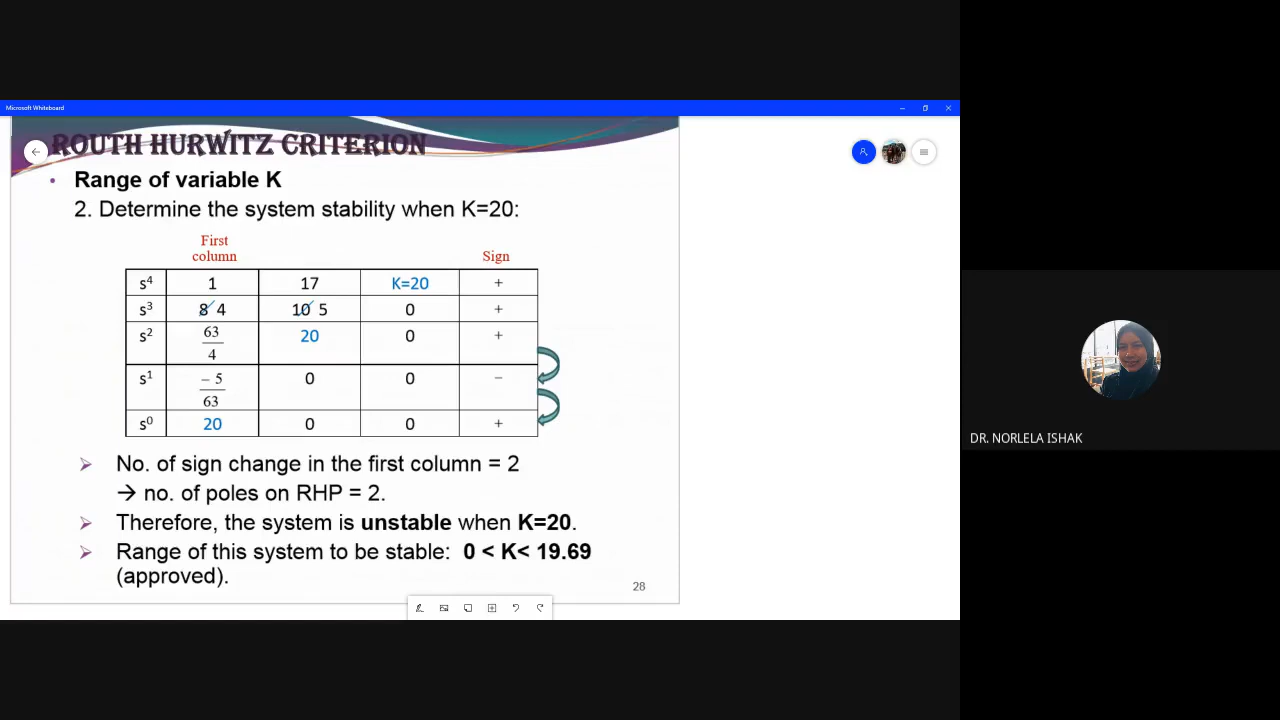 Microsoft Whiteboard
ROUTH HURWITZ CRITERION
• Range of variable K
2. Determine the system stability when K=20:
First
column
Sign
s⁴ 1 17 K=20 +
s³ 8 4 10 5 0 +
s² 63/4 20 0 +
s¹ −5/63 0 0 −
s⁰ 20 0 0 +
No. of sign change in the first column = 2
→ no. of poles on RHP = 2.
Therefore, the system is unstable when K=20.
Range of this system to be stable: 0 < K< 19.69
(approved).
28
DR. NORLELA ISHAK